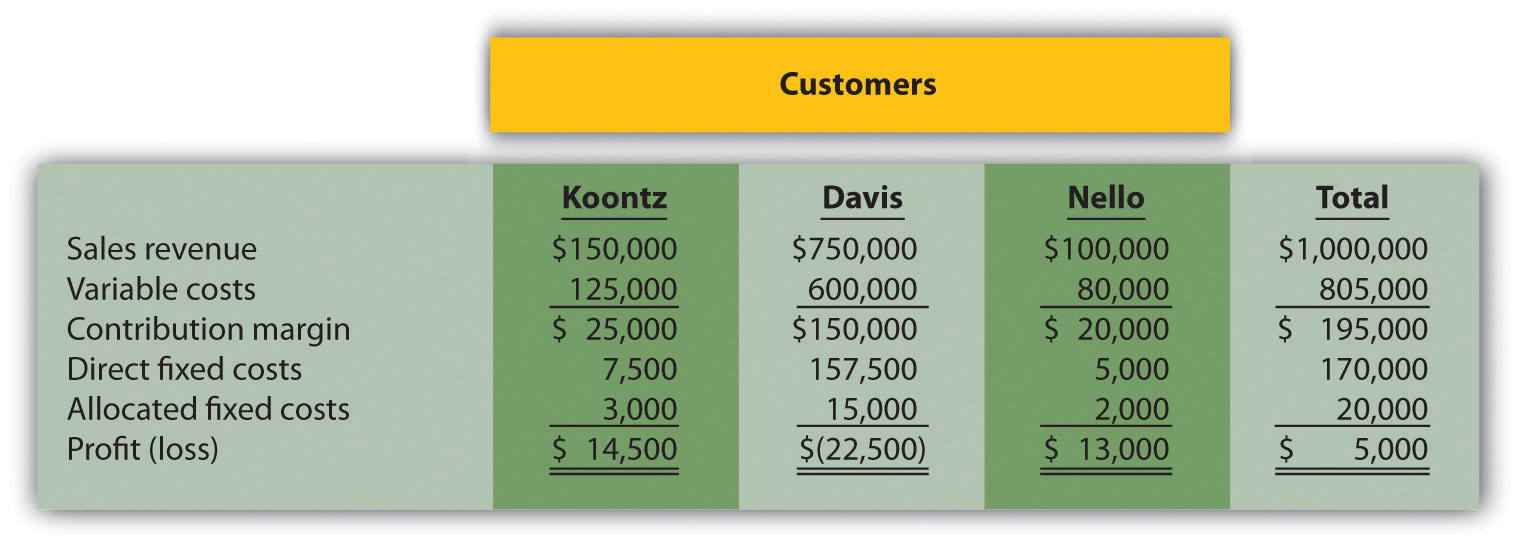 Customers
Koontz Davis Nello Total
Sales revenue $150,000 $750,000 $100,000 $1,000,000
Variable costs 125,000 600,000 80,000 805,000
Contribution margin $ 25,000 $150,000 $ 20,000 $ 195,000
Direct fixed costs 7,500 157,500 5,000 170,000
Allocated fixed costs 3,000 15,000 2,000 20,000
Profit (loss) $ 14,500 $(22,500) $ 13,000 $ 5,000